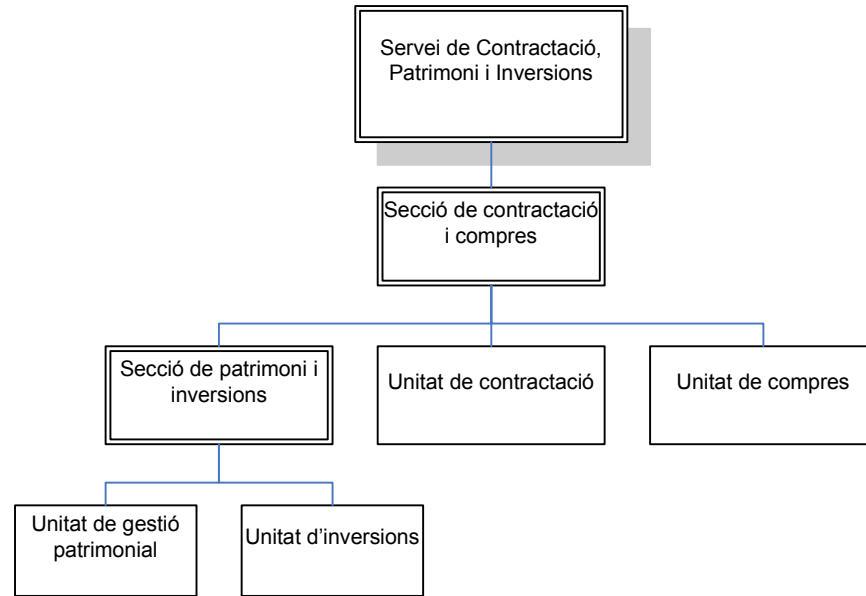 Servei de Contractació,
Patrimoni i Inversions
Secció de contractació
i compres
Secció de patrimoni i
inversions
Unitat de contractació
Unitat de compres
Unitat de gestió
patrimonial
Unitat d’inversions